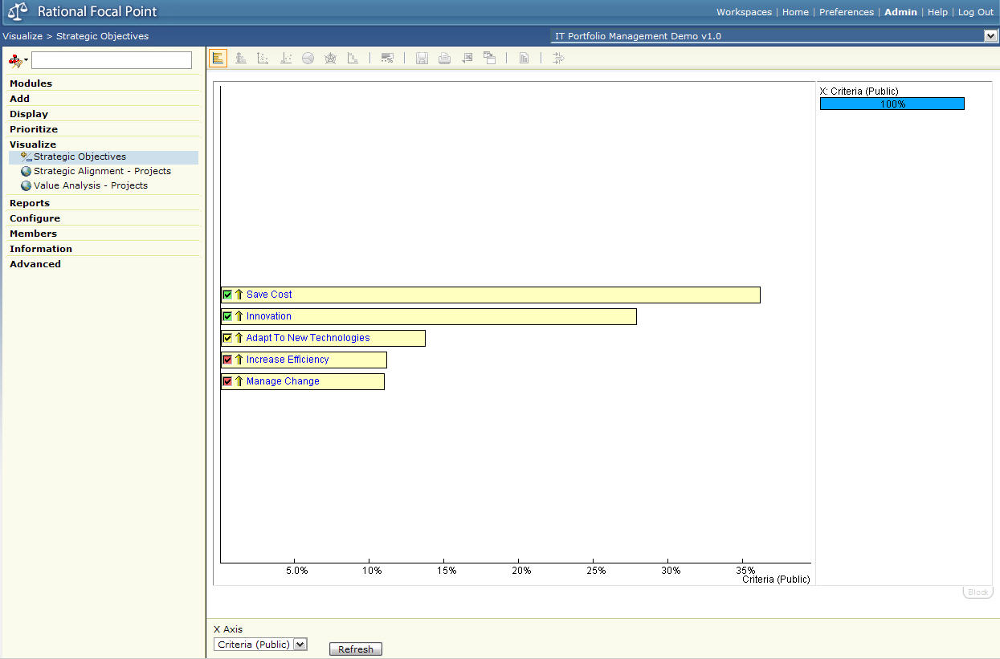 Rational Focal Point
Workspaces | Home | Preferences | Admin | Help | Log Out
Visualize > Strategic Objectives
IT Portfolio Management Demo v1.0
Modules
Add
Display
Prioritize
Visualize
Strategic Objectives
Strategic Alignment - Projects
Value Analysis - Projects
Reports
Configure
Members
Information
Advanced
X: Criteria (Public)
100%
Save Cost
Innovation
Adapt To New Technologies
Increase Efficiency
Manage Change
5.0% 10% 15% 20% 25% 30% 35%
Criteria (Public)
Block
X Axis
Criteria (Public)
Refresh